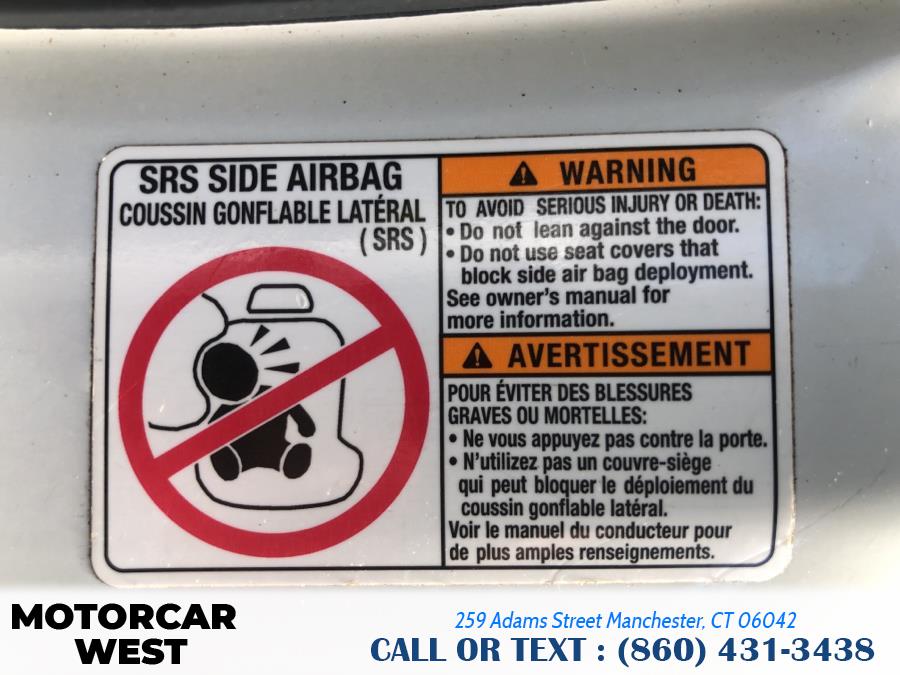 SRS SIDE AIRBAG
COUSSIN GONFLABLE LATÉRAL
(SRS)
WARNING
TO AVOID SERIOUS INJURY OR DEATH:
• Do not lean against the door.
• Do not use seat covers that
block side air bag deployment.
See owner's manual for
more information.
AVERTISSEMENT
POUR ÉVITER DES BLESSURES
GRAVES OU MORTELLES:
• Ne vous appuyez pas contre la porte.
• N'utilizez pas un couvre-siège
qui peut bloquer le déploiement du
coussin gonflable latéral.
Voir le manuel du conducteur pour
de plus amples renseignements.
MOTORCAR
WEST
259 Adams Street Manchester, CT 06042
CALL OR TEXT : (860) 431-3438